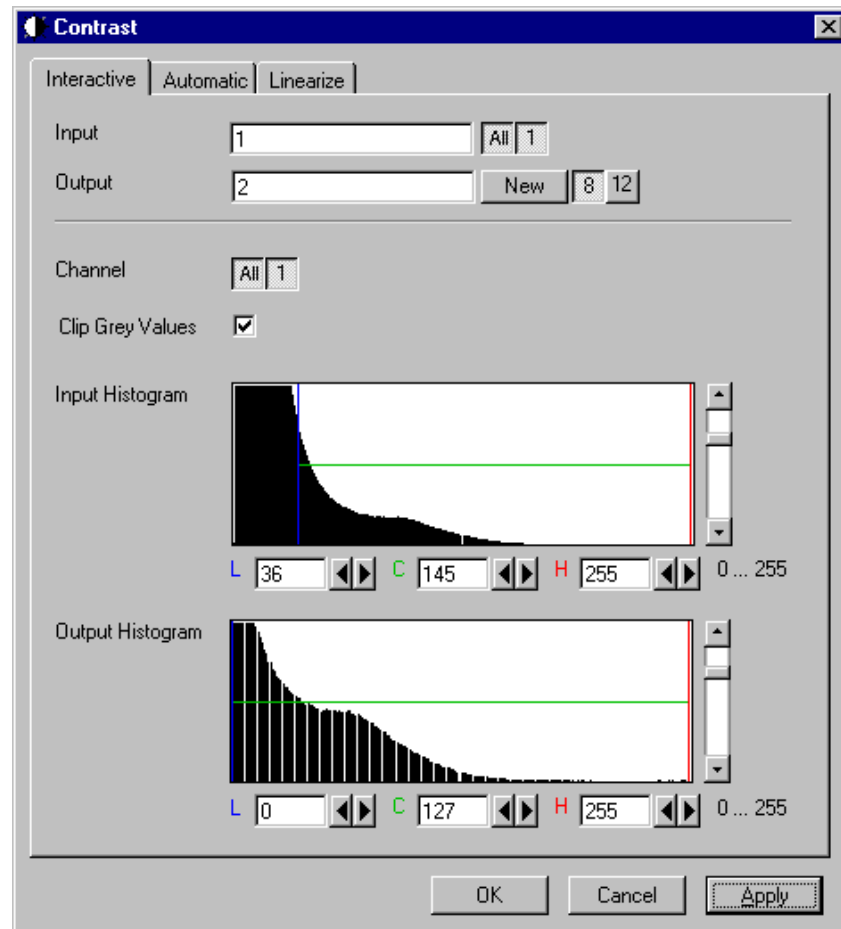 Contrast
Interactive Automatic Linearize
Input 1 All 1
Output 2 New 8 12
Channel All 1
Clip Grey Values
Input Histogram
L 36 C 145 H 255 0 ... 255
Output Histogram
L 0 C 127 H 255 0 ... 255
OK Cancel Apply